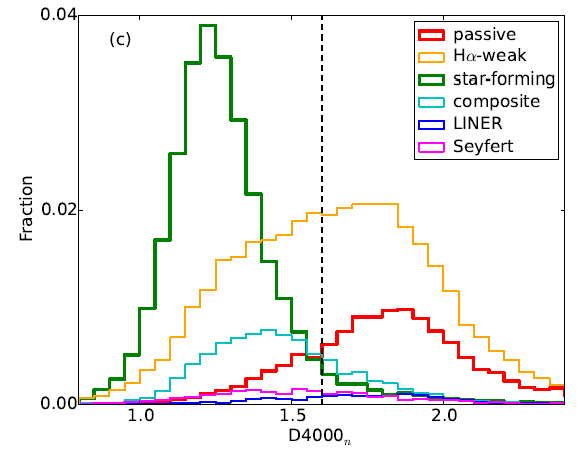 0.04
(c)
passive
Hα-weak
star-forming
composite
LINER
Seyfert
0.02
Fraction
0.00
1.0 1.5 2.0
D4000n